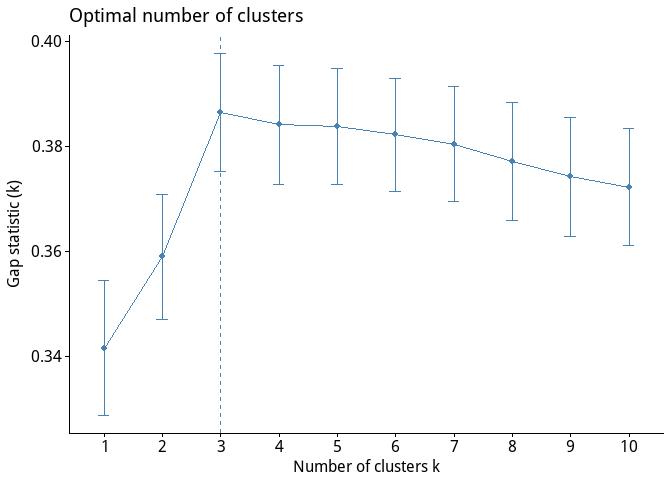 Optimal number of clusters
0.40
0.38
0.36
0.34
Gap statistic (k)
1 2 3 4 5 6 7 8 9 10
Number of clusters k